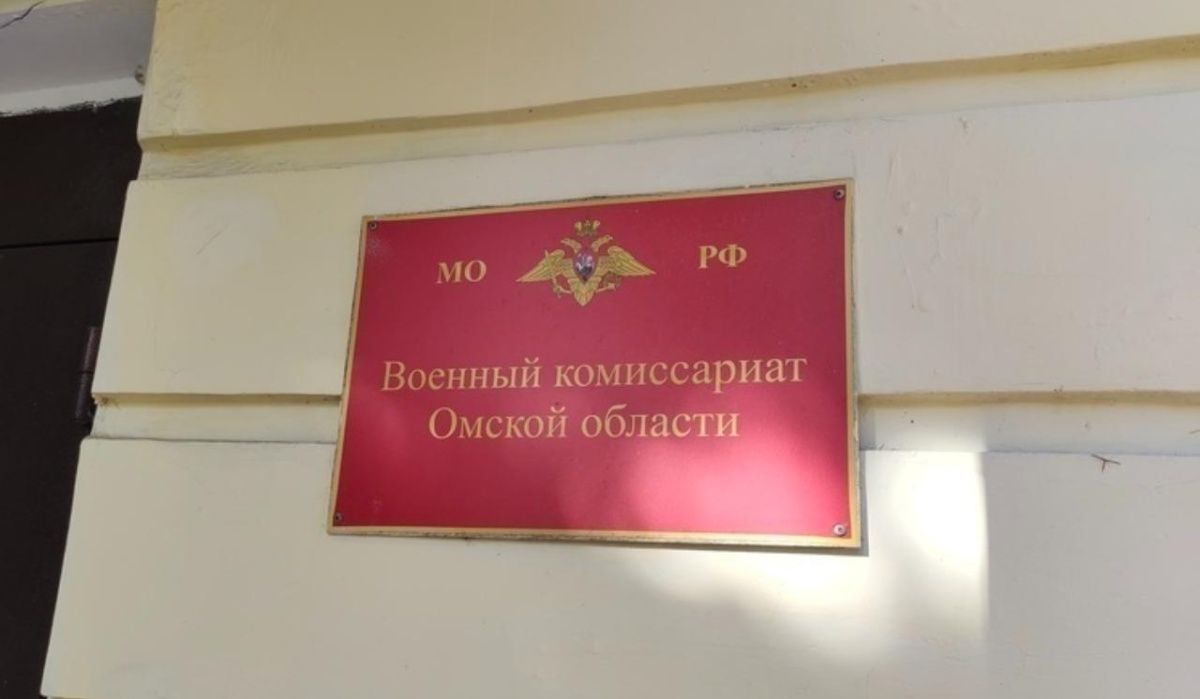 МО РФ
Военный комиссариат
Омской области